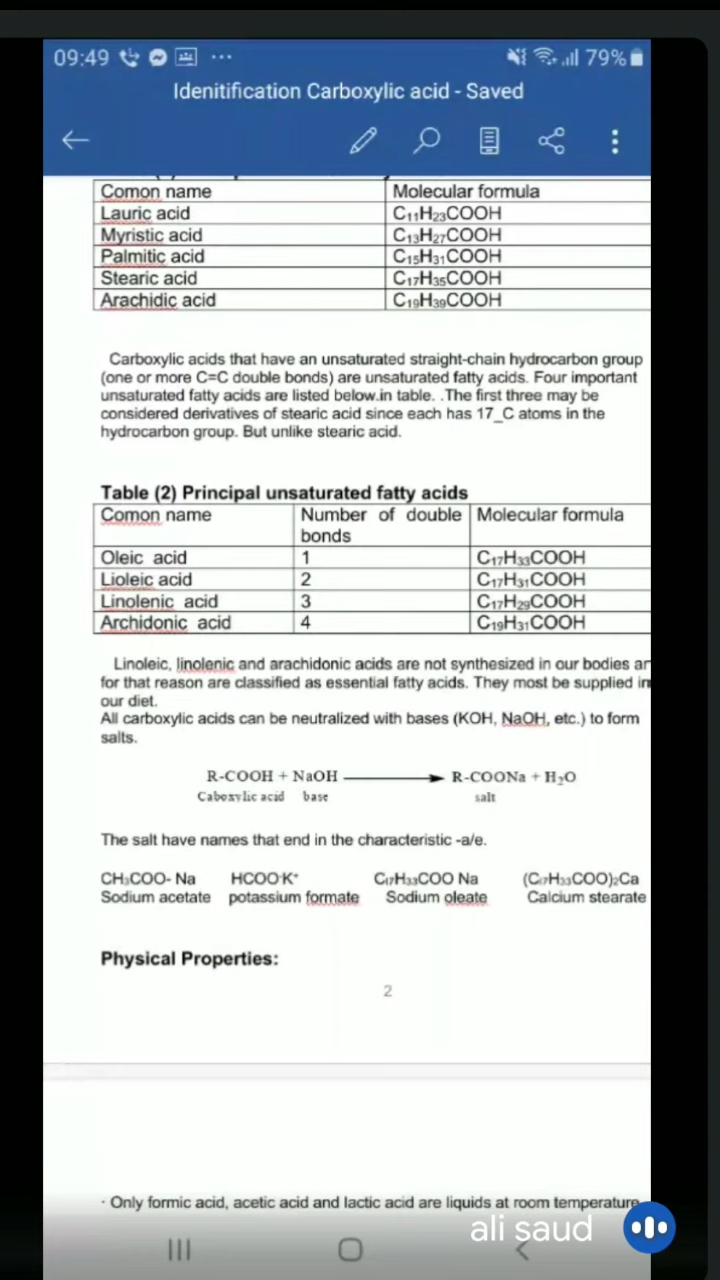 09:49 ... 79%
Idenitification Carboxylic acid - Saved
Comon name Molecular formula
Lauric acid C₁₁H₂₃COOH
Myristic acid C₁₃H₂₇COOH
Palmitic acid C₁₅H₃₁COOH
Stearic acid C₁₇H₃₅COOH
Arachidic acid C₁₉H₃₉COOH
Carboxylic acids that have an unsaturated straight-chain hydrocarbon group
(one or more C=C double bonds) are unsaturated fatty acids. Four important
unsaturated fatty acids are listed below.in table. .The first three may be
considered derivatives of stearic acid since each has 17_C atoms in the
hydrocarbon group. But unlike stearic acid.
Table (2) Principal unsaturated fatty acids
Comon name Number of double Molecular formula
bonds
Oleic acid 1 C₁₇H₃₃COOH
Lioleic acid 2 C₁₇H₃₁COOH
Linolenic acid 3 C₁₇H₂₉COOH
Archidonic acid 4 C₁₉H₃₁COOH
Linoleic, linolenic and arachidonic acids are not synthesized in our bodies ar
for that reason are classified as essential fatty acids. They most be supplied in
our diet.
All carboxylic acids can be neutralized with bases (KOH, NaOH, etc.) to form
salts.
R-COOH + NaOH → R-COONa + H₂O
Caboxylic acid base salt
The salt have names that end in the characteristic -a/e.
CH₃COO- Na HCOO⁻K⁺ C₁₇H₃₃COO Na (C₁₇H₃₃COO)₂Ca
Sodium acetate potassium formate Sodium oleate Calcium stearate
Physical Properties:
2
· Only formic acid, acetic acid and lactic acid are liquids at room temperature
ali saud